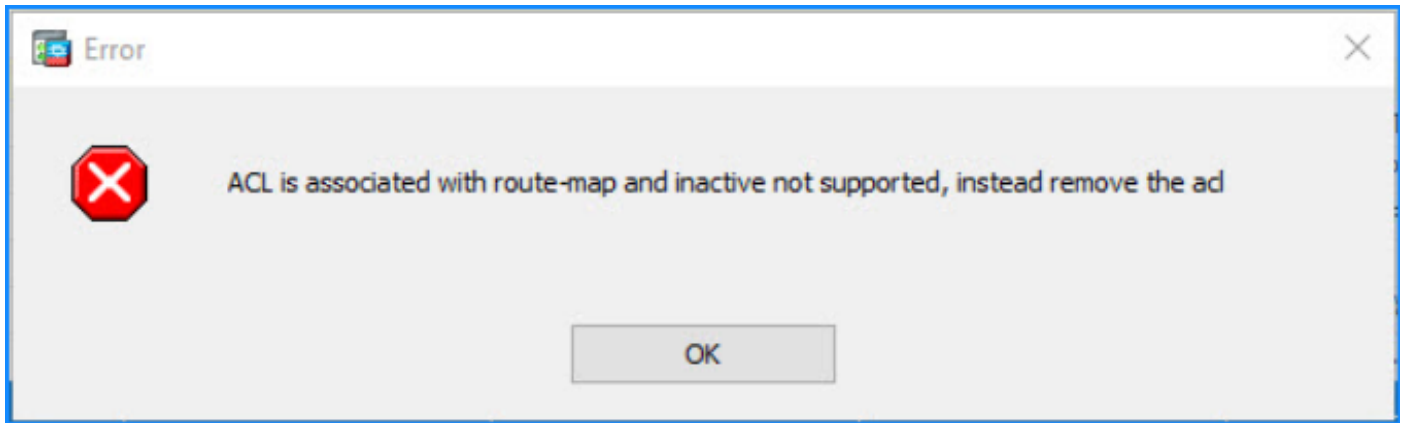 Error
ACL is associated with route-map and inactive not supported, instead remove the acl
OK